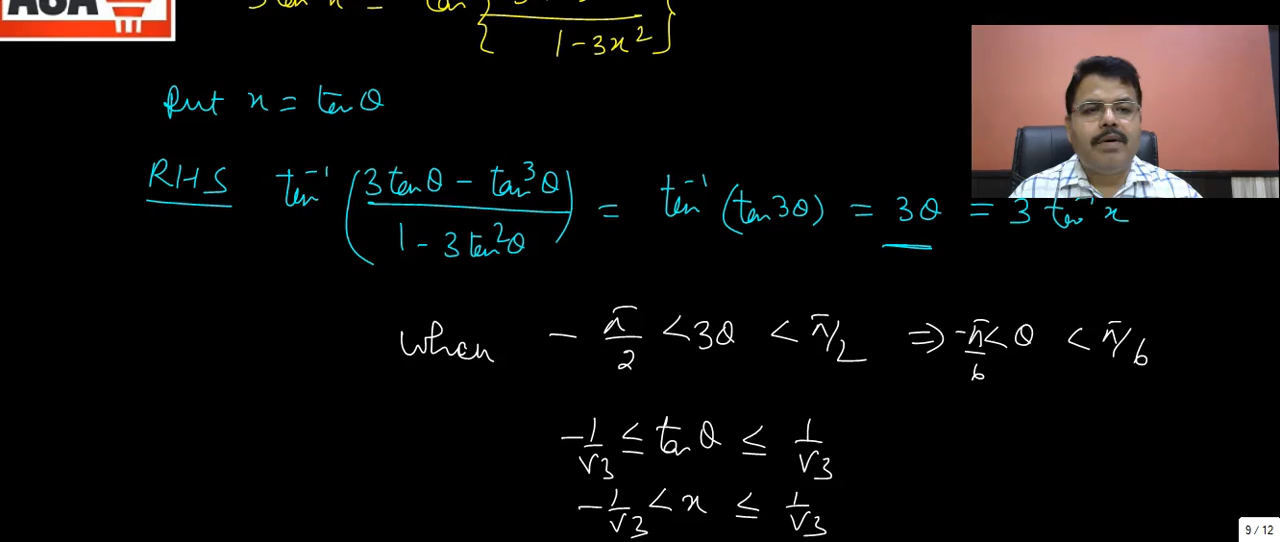 ASA
1 - 3x²
Put x = tan θ
RHS tan⁻¹ ( 3 tan θ - tan³ θ / 1 - 3 tan² θ ) = tan⁻¹ (tan 3θ) = 3θ = 3 tan⁻¹ x
when - π/2 < 3θ < π/2 ⇒ -π/6 < θ < π/6
-1/√3 ≤ tan θ ≤ 1/√3
-1/√3 < x ≤ 1/√3
9 / 12